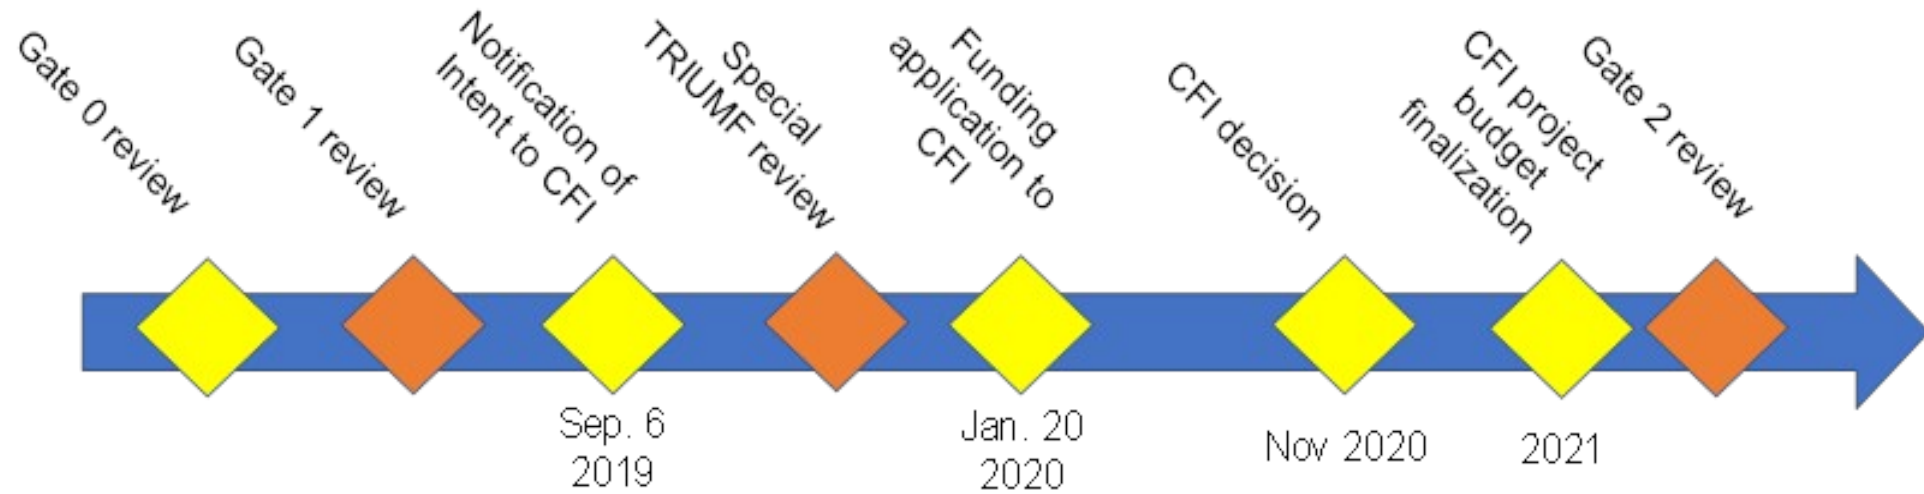 Gate 0 review
Gate 1 review
Notification of
Intent to CFI
Special
TRIUMF review
Funding
application to
CFI
CFI decision
CFI project
budget
finalization
Gate 2 review
Sep. 6
2019
Jan. 20
2020
Nov 2020
2021